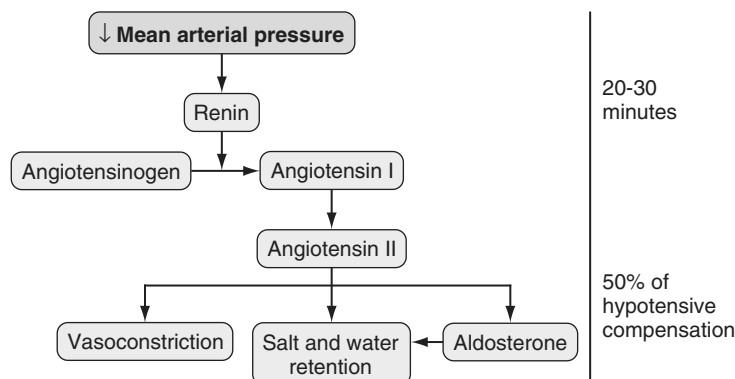 ↓ Mean arterial pressure
Renin
Angiotensinogen
Angiotensin I
Angiotensin II
Vasoconstriction
Salt and water
retention
Aldosterone
20-30
minutes
50% of
hypotensive
compensation